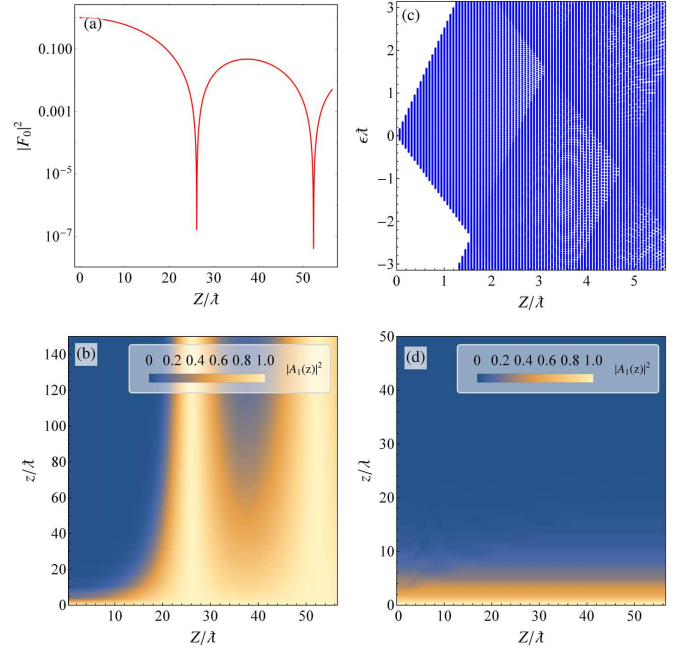 (a)
0.100
0.001
10⁻⁵
10⁻⁷
|F₀|²
0 10 20 30 40 50
Z/ƛ
(c)
3
2
1
0
-1
-2
-3
ϵƛ
0 1 2 3 4 5
Z/ƛ
(b)
0 0.2 0.4 0.6 0.8 1.0
|A₁(z)|²
140
120
100
80
60
40
20
0
z/ƛ
0 10 20 30 40 50
Z/ƛ
(d)
0 0.2 0.4 0.6 0.8 1.0
|A₁(z)|²
50
40
30
20
10
0
z/ƛ
0 10 20 30 40 50
Z/ƛ